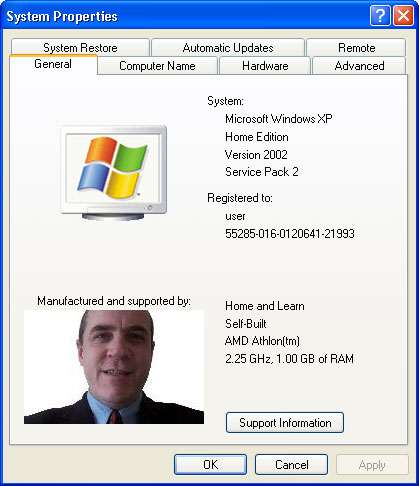 System Properties
System Restore Automatic Updates Remote
General Computer Name Hardware Advanced
System:
Microsoft Windows XP
Home Edition
Version 2002
Service Pack 2
Registered to:
user
55285-016-0120641-21993
Manufactured and supported by:
Home and Learn
Self-Built
AMD Athlon(tm)
2.25 GHz, 1.00 GB of RAM
Support Information
OK Cancel Apply